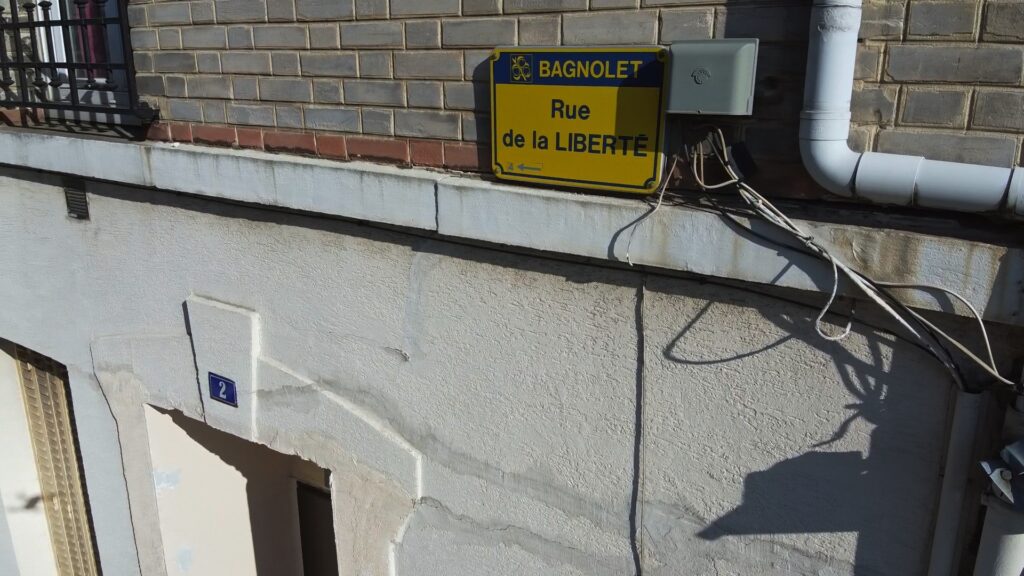 BAGNOLET
Rue
de la LIBERTÉ
2